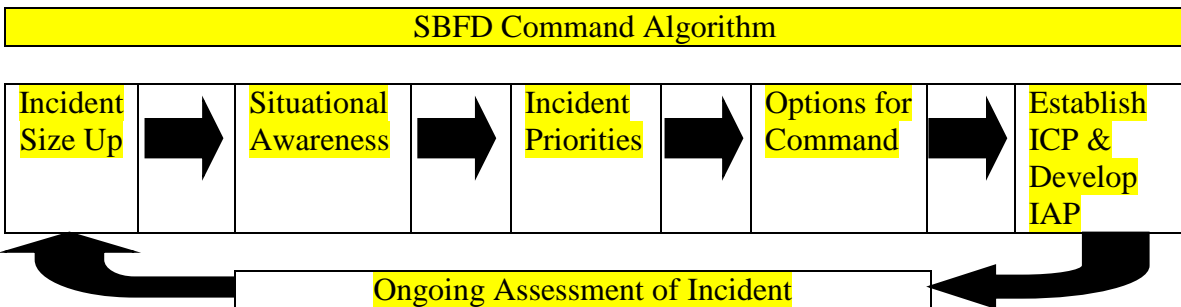 SBFD Command Algorithm
Incident
Size Up
Situational
Awareness
Incident
Priorities
Options for
Command
Establish
ICP &
Develop
IAP
Ongoing Assessment of Incident